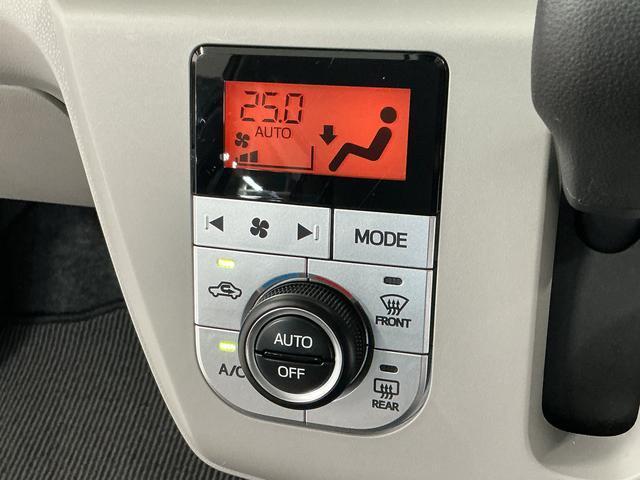 25.0
AUTO
MODE
FRONT
AUTO
OFF
A/C
REAR